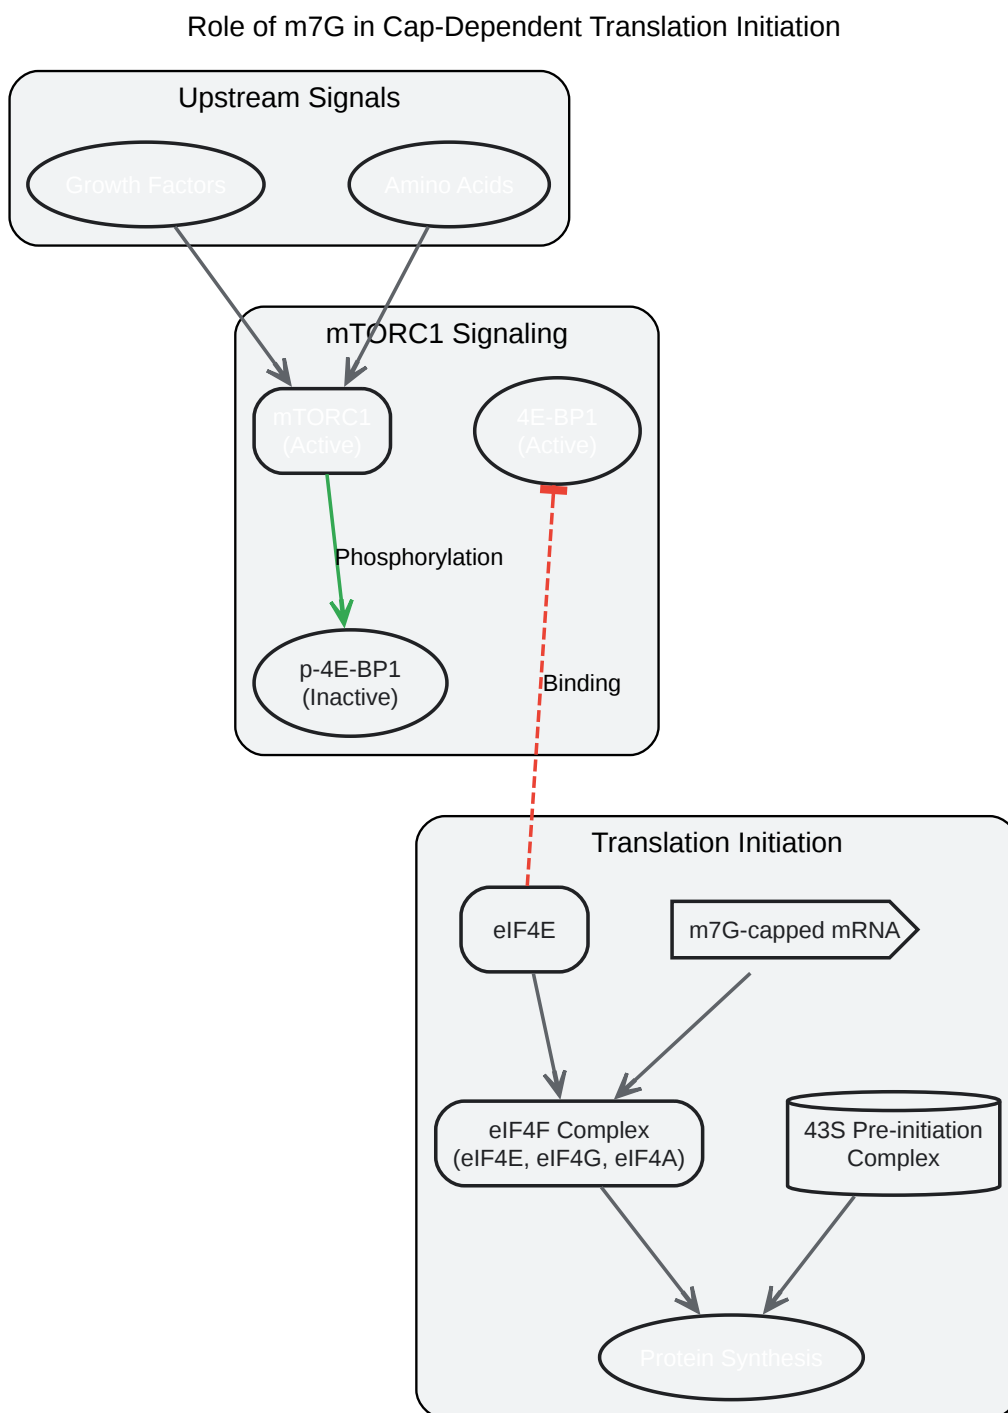 Role of m7G in Cap-Dependent Translation Initiation
Upstream Signals
Growth Factors
Amino Acids
mTORC1 Signaling
mTORC1
(Active)
4E-BP1
(Active)
Phosphorylation
p-4E-BP1
(Inactive)
Binding
Translation Initiation
eIF4E
m7G-capped mRNA
eIF4F Complex
(eIF4E, eIF4G, eIF4A)
43S Pre-initiation
Complex
Protein Synthesis